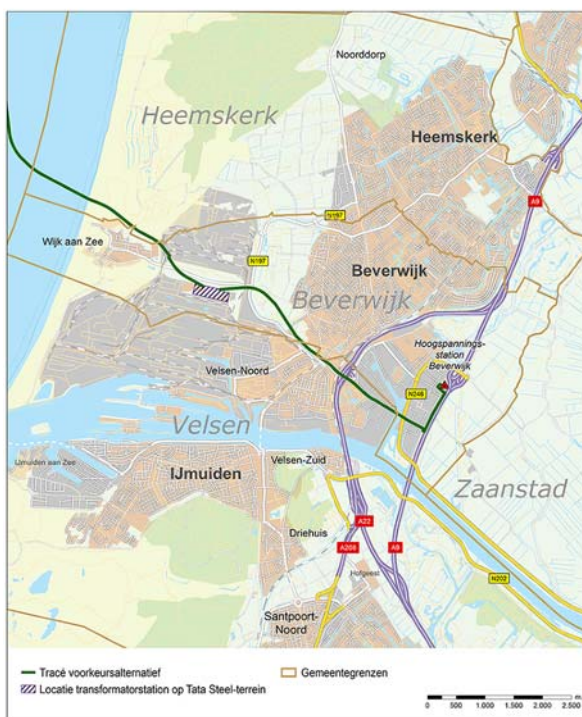 Noorddorp
Heemskerk
Heemskerk
A9
N197
Wijk aan Zee
N197
Beverwijk
Beverwijk
Hoogspannings-
station
Beverwijk
Velsen-Noord
N246
Velsen
IJmuiden aan Zee
IJmuiden
Velsen-Zuid
Zaanstad
Driehuis
A22
A208
A9
Hofgeest
N202
Santpoort-
Noord
Tracé voorkeursalternatief
Gemeentegrenzen
Locatie transformatorstation op Tata Steel-terrein
m
0 500 1.000 1.500 2.000 2.500